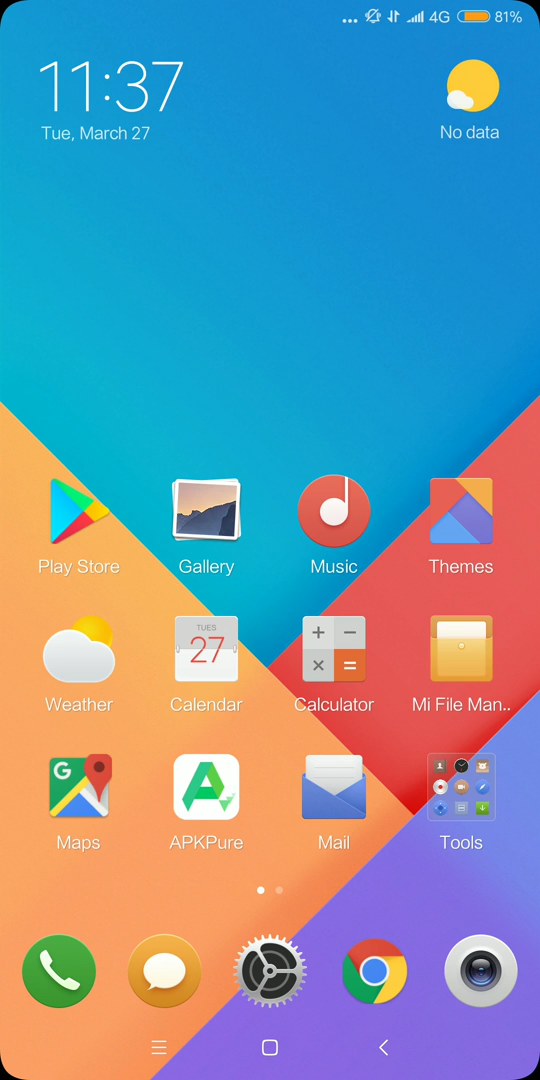 ... 4G 81%
11:37
Tue, March 27
No data
Play Store
Gallery
Music
Themes
TUES
27
Weather
Calendar
Calculator
Mi File Man..
G
Maps
APKPure
Mail
Tools